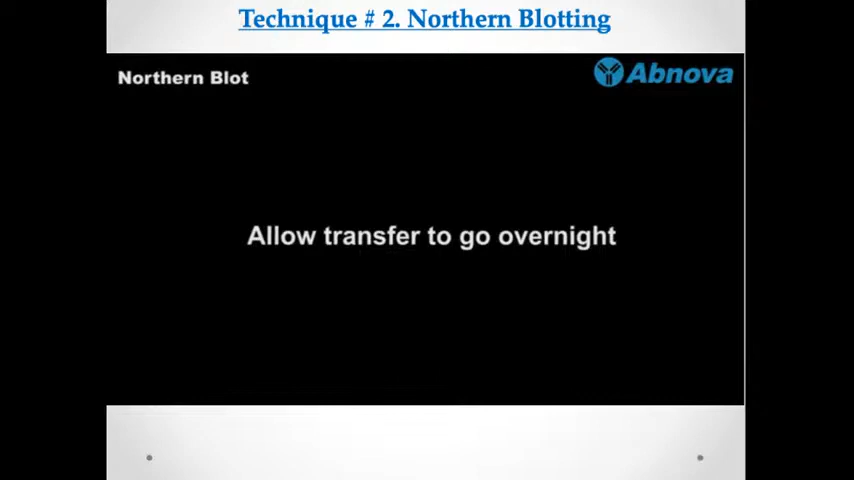 Technique # 2. Northern Blotting
Northern Blot
Abnova
Allow transfer to go overnight